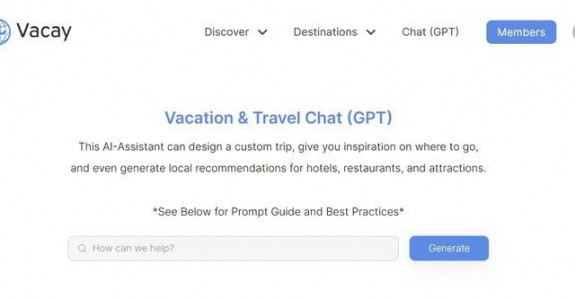 Vacay
Discover
Destinations
Chat (GPT)
Members
Vacation & Travel Chat (GPT)
This AI-Assistant can design a custom trip, give you inspiration on where to go,
and even generate local recommendations for hotels, restaurants, and attractions.
*See Below for Prompt Guide and Best Practices*
How can we help?
Generate